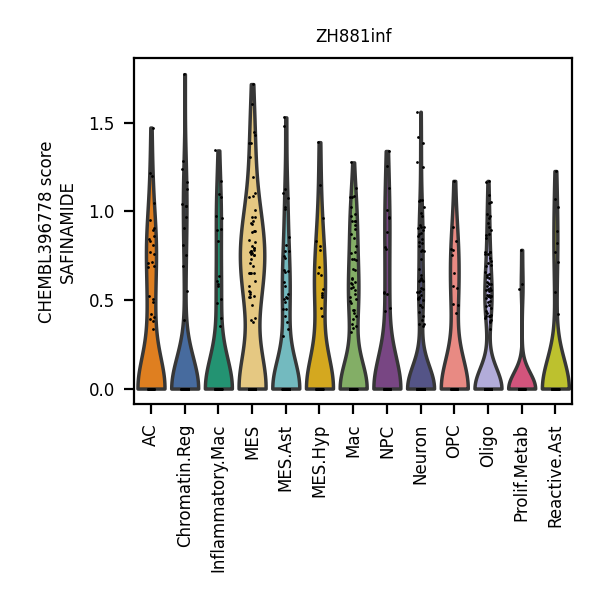 ZH881inf
CHEMBL396778 score
SAFINAMIDE
1.5
1.0
0.5
0.0
AC
Chromatin.Reg
Inflammatory.Mac
MES
MES.Ast
MES.Hyp
Mac
NPC
Neuron
OPC
Oligo
Prolif.Metab
Reactive.Ast